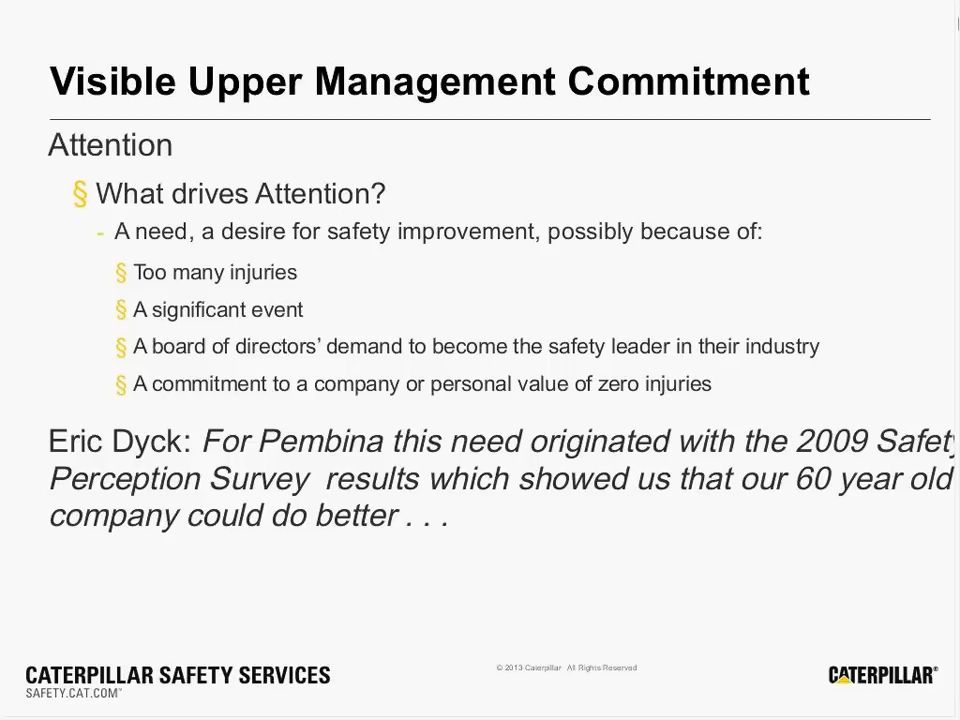 Visible Upper Management Commitment
Attention
§ What drives Attention?
- A need, a desire for safety improvement, possibly because of:
§ Too many injuries
§ A significant event
§ A board of directors’ demand to become the safety leader in their industry
§ A commitment to a company or personal value of zero injuries
Eric Dyck: For Pembina this need originated with the 2009 Safety
Perception Survey results which showed us that our 60 year old
company could do better . . .
CATERPILLAR SAFETY SERVICES
SAFETY.CAT.COM™
© 2013 Caterpillar All Rights Reserved
CATERPILLAR®